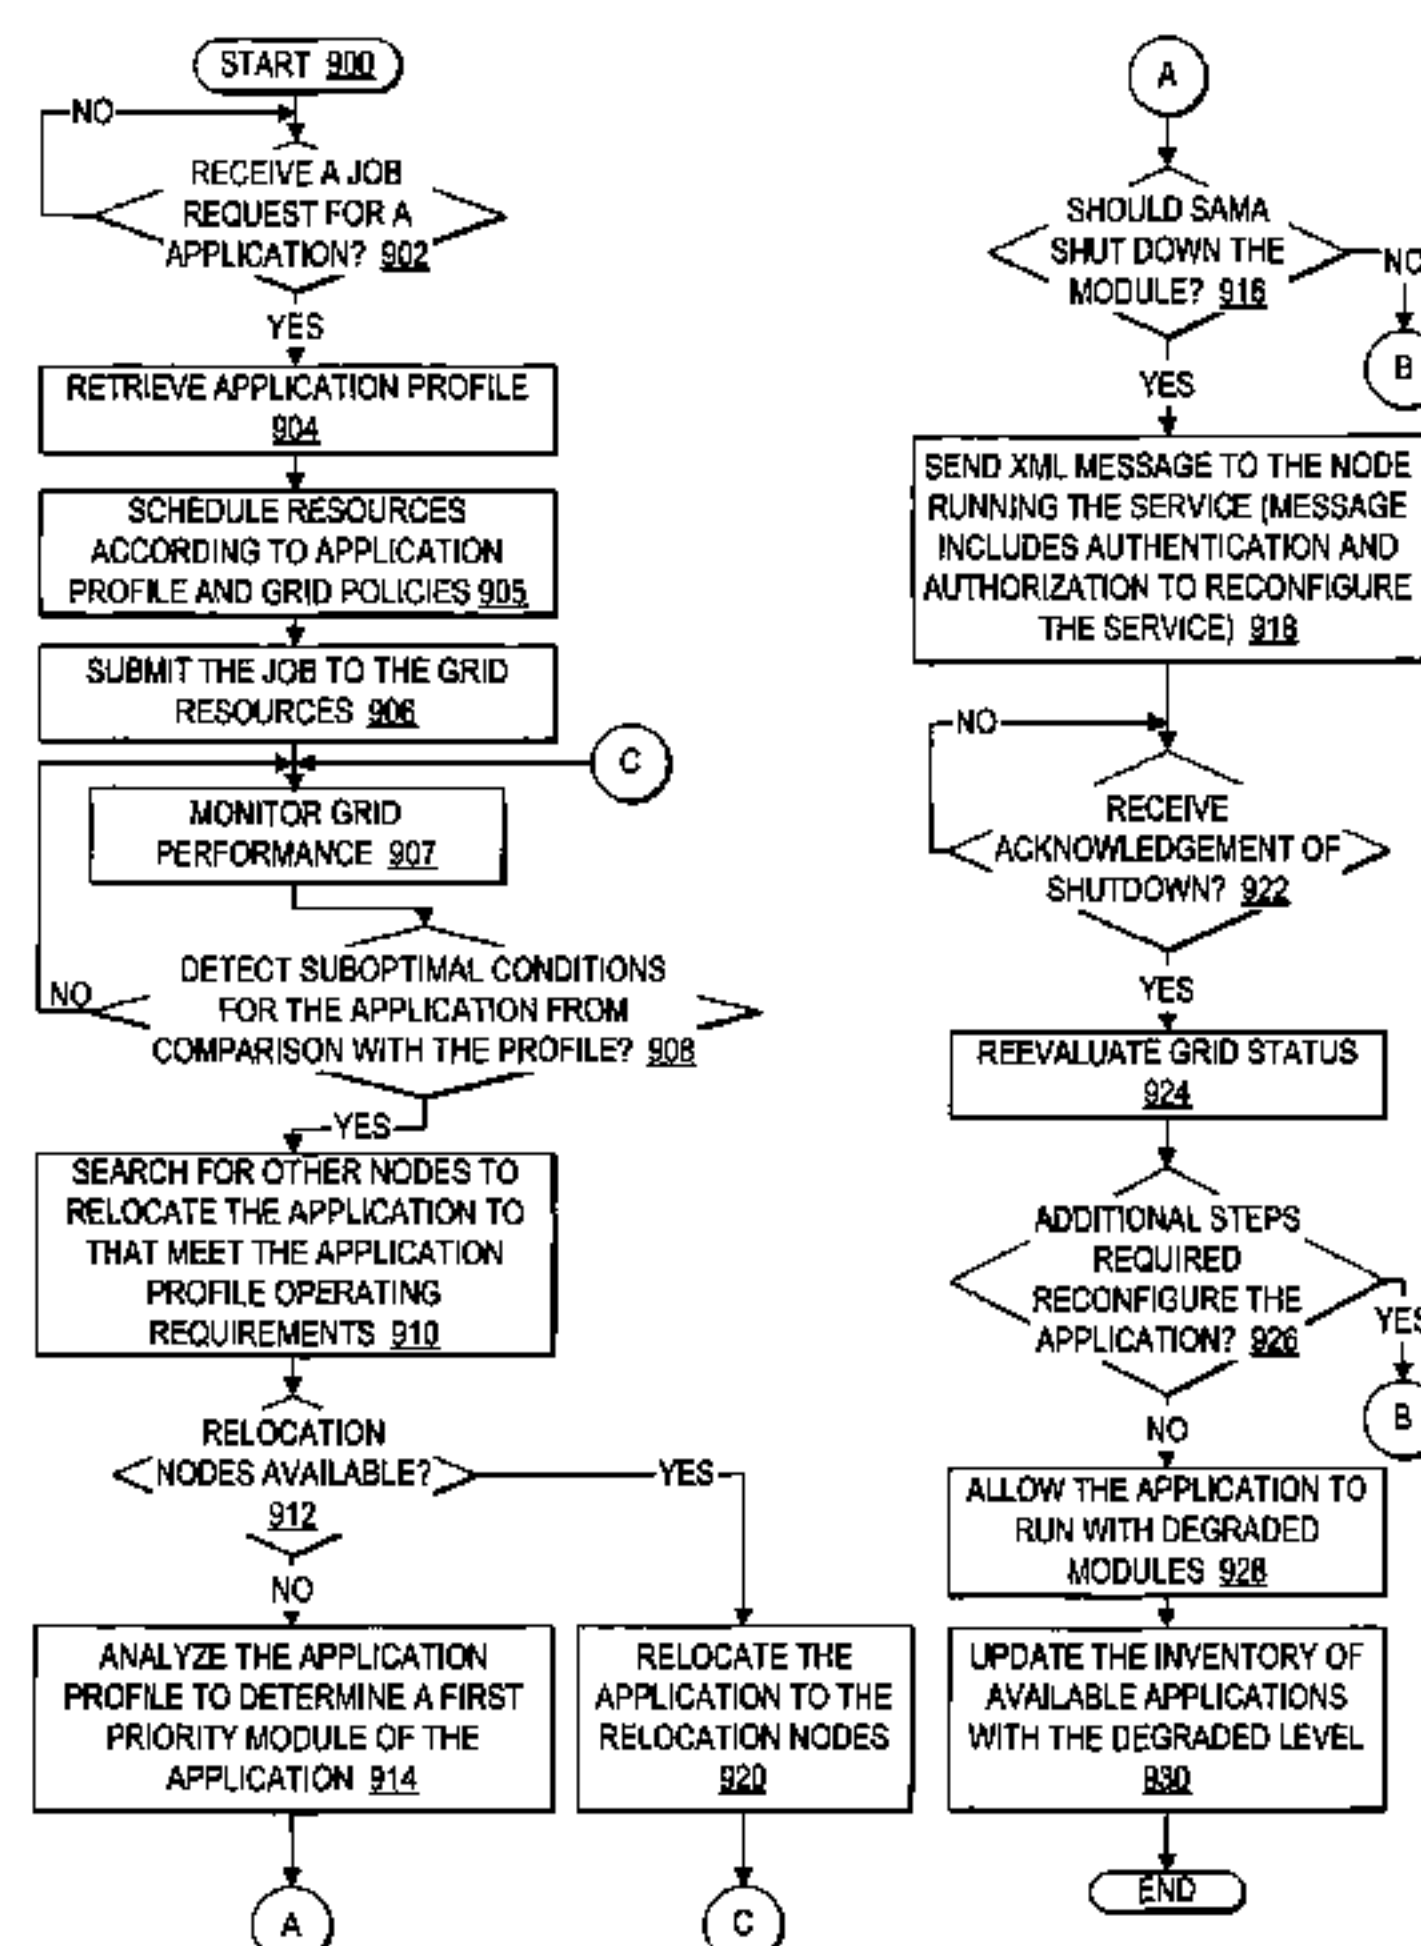 START 900
NO
RECEIVE A JOB
REQUEST FOR A
APPLICATION? 902
YES
RETRIEVE APPLICATION PROFILE
904
SCHEDULE RESOURCES
ACCORDING TO APPLICATION
PROFILE AND GRID POLICIES 905
SUBMIT THE JOB TO THE GRID
RESOURCES 906
C
MONITOR GRID
PERFORMANCE 907
DETECT SUBOPTIMAL CONDITIONS
FOR THE APPLICATION FROM
COMPARISON WITH THE PROFILE? 908
NO
YES
SEARCH FOR OTHER NODES TO
RELOCATE THE APPLICATION TO
THAT MEET THE APPLICATION
PROFILE OPERATING
REQUIREMENTS 910
RELOCATION
NODES AVAILABLE?
912
YES
NO
ANALYZE THE APPLICATION
PROFILE TO DETERMINE A FIRST
PRIORITY MODULE OF THE
APPLICATION 914
A
RELOCATE THE
APPLICATION TO THE
RELOCATION NODES
920
C
A
SHOULD SAMA
SHUT DOWN THE
MODULE? 916
NO
B
YES
SEND XML MESSAGE TO THE NODE
RUNNING THE SERVICE (MESSAGE
INCLUDES AUTHENTICATION AND
AUTHORIZATION TO RECONFIGURE
THE SERVICE) 918
NO
RECEIVE
ACKNOWLEDGEMENT OF
SHUTDOWN? 922
YES
REEVALUATE GRID STATUS
924
ADDITIONAL STEPS
REQUIRED
RECONFIGURE THE
APPLICATION? 926
YES
B
NO
ALLOW THE APPLICATION TO
RUN WITH DEGRADED
MODULES 928
UPDATE THE INVENTORY OF
AVAILABLE APPLICATIONS
WITH THE DEGRADED LEVEL
930
END